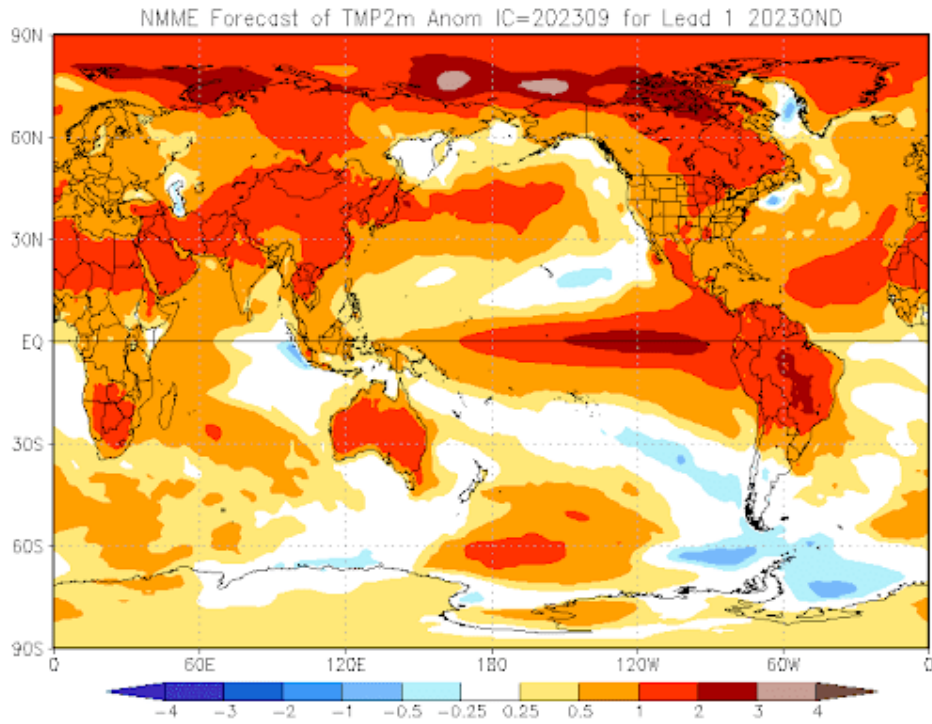 NMME Forecast of TMP2m Anom IC=202309 for Lead 1 2023OND
90N
60N
30N
EQ
30S
60S
90S
0 60E 120E 180 120W 60W 0
-4 -3 -2 -1 -0.5 -0.25 0.25 0.5 1 2 3 4